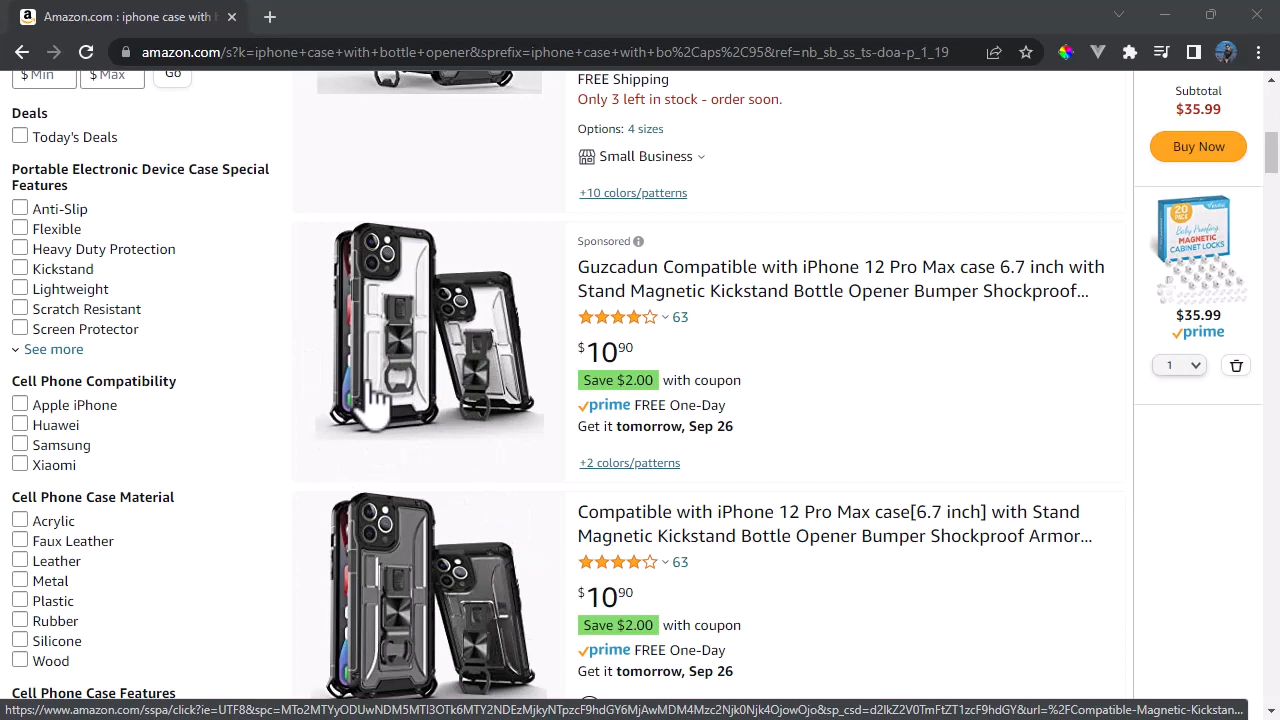 Amazon.com : iphone case with b
amazon.com/s?k=iphone+case+with+bottle+opener&sprefix=iphone+case+with+bo%2Caps%2C95&ref=nb_sb_ss_ts-doa-p_1_19
$ Min
$ Max
Go
Deals
Today's Deals
Portable Electronic Device Case Special
Features
Anti-Slip
Flexible
Heavy Duty Protection
Kickstand
Lightweight
Scratch Resistant
Screen Protector
See more
Cell Phone Compatibility
Apple iPhone
Huawei
Samsung
Xiaomi
Cell Phone Case Material
Acrylic
Faux Leather
Leather
Metal
Plastic
Rubber
Silicone
Wood
Cell Phone Case Features
FREE Shipping
Only 3 left in stock - order soon.
Options: 4 sizes
Small Business
+10 colors/patterns
Sponsored
Guzcadun Compatible with iPhone 12 Pro Max case 6.7 inch with
Stand Magnetic Kickstand Bottle Opener Bumper Shockproof...
63
$10 90
Save $2.00 with coupon
prime FREE One-Day
Get it tomorrow, Sep 26
+2 colors/patterns
Compatible with iPhone 12 Pro Max case[6.7 inch] with Stand
Magnetic Kickstand Bottle Opener Bumper Shockproof Armor...
63
$10 90
Save $2.00 with coupon
prime FREE One-Day
Get it tomorrow, Sep 26
Subtotal
$35.99
Buy Now
20
PACK
Baby Proofing
MAGNETIC
CABINET LOCKS
$35.99
prime
1